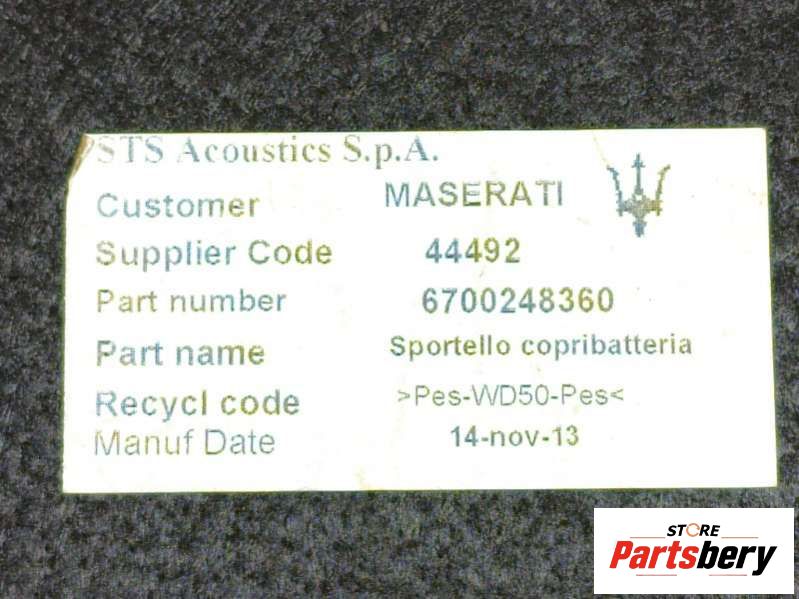 STS Acoustics S.p.A.
Customer MASERATI
Supplier Code 44492
Part number 6700248360
Part name Sportello copribatteria
Recycl code >Pes-WD50-Pes<
Manuf Date 14-nov-13
STORE
Partsbery